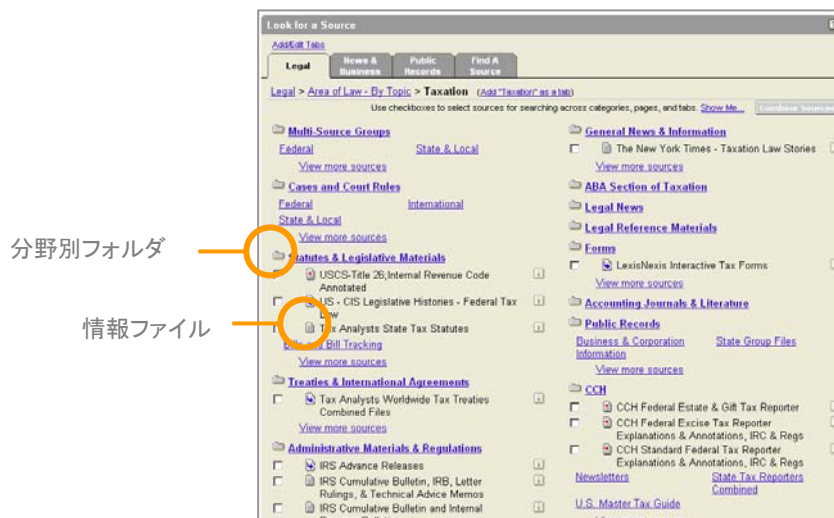 Look for a Source
Add/Edit Tabs
Legal
News & Business
Public Records
Find A Source
Legal > Area of Law - By Topic > Taxation (Add "Taxation" as a tab)
Use checkboxes to select sources for searching across categories, pages, and tabs. Show Me... Combine Sources
Multi-Source Groups
Federal State & Local
View more sources
Cases and Court Rules
Federal International
State & Local
View more sources
分野別フォルダ
Statutes & Legislative Materials
USCS-Title 26;Internal Revenue Code
Annotated
US - CIS Legislative Histories - Federal Tax
Law
情報ファイル
Tax Analysts State Tax Statutes
Bills and Bill Tracking
View more sources
Treaties & International Agreements
Tax Analysts Worldwide Tax Treaties
Combined Files
View more sources
Administrative Materials & Regulations
IRS Advance Releases
IRS Cumulative Bulletin, IRB, Letter
Rulings, & Technical Advice Memos
IRS Cumulative Bulletin and Internal
General News & Information
The New York Times - Taxation Law Stories
View more sources
ABA Section of Taxation
Legal News
Legal Reference Materials
Forms
LexisNexis Interactive Tax Forms
View more sources
Accounting Journals & Literature
Public Records
Business & Corporation State Group Files
Information
View more sources
CCH
CCH Federal Estate & Gift Tax Reporter
CCH Federal Excise Tax Reporter
Explanations & Annotations, IRC & Regs
CCH Standard Federal Tax Reporter
Explanations & Annotations, IRC & Regs
Newsletters State Tax Reporters
Combined
U.S. Master Tax Guide